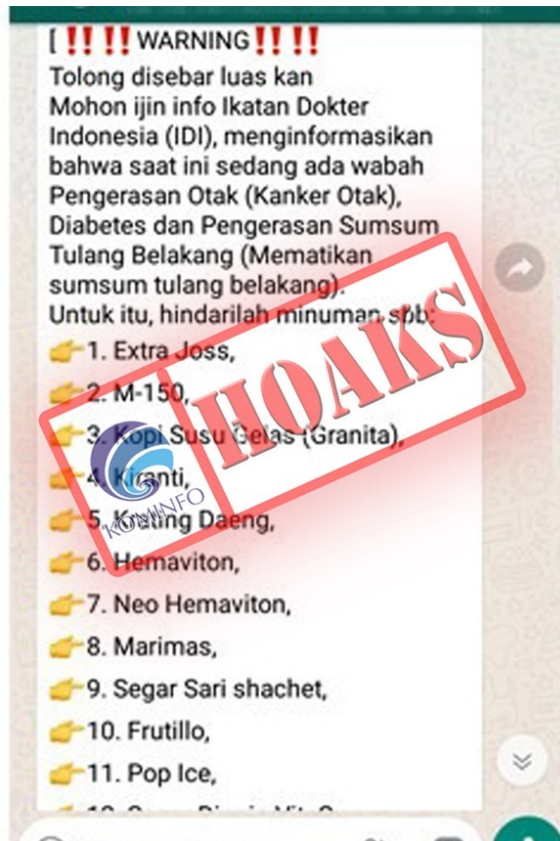 [ ‼️ ‼️ WARNING ‼️ ‼️
Tolong disebar luas kan
Mohon ijin info Ikatan Dokter
Indonesia (IDI), menginformasikan
bahwa saat ini sedang ada wabah
Pengerasan Otak (Kanker Otak),
Diabetes dan Pengerasan Sumsum
Tulang Belakang (Mematikan
sumsum tulang belakang).
Untuk itu, hindarilah minuman sbb:
👉1. Extra Joss,
👉2. M-150,
👉3. Kopi Susu Gelas (Granita),
👉4. Kiranti,
👉5. Krating Daeng,
👉6. Hemaviton,
👉7. Neo Hemaviton,
👉8. Marimas,
👉9. Segar Sari shachet,
👉10. Frutillo,
👉11. Pop Ice,
HOAKS
KOMINFO